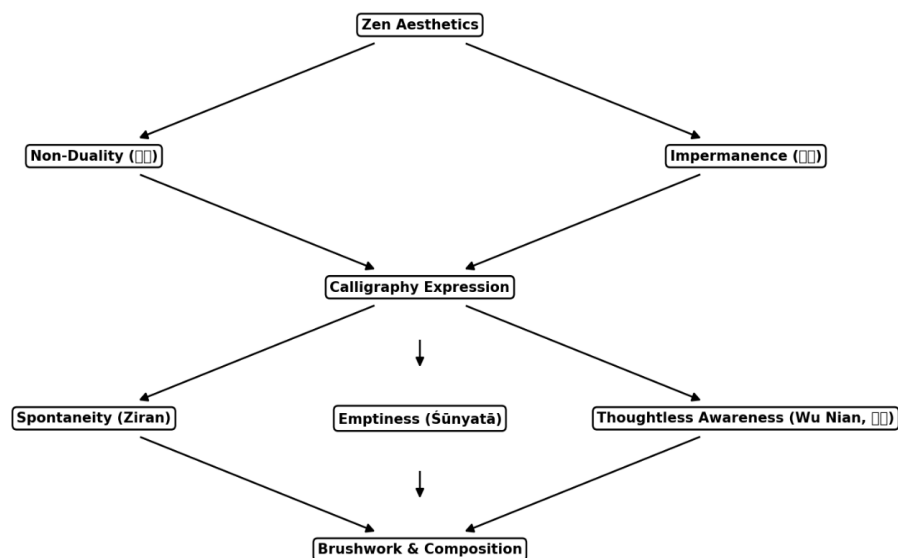 Zen Aesthetics
Non-Duality (▯▯)
Impermanence (▯▯)
Calligraphy Expression
Spontaneity (Ziran)
Emptiness (Śūnyatā)
Thoughtless Awareness (Wu Nian, ▯▯)
Brushwork & Composition